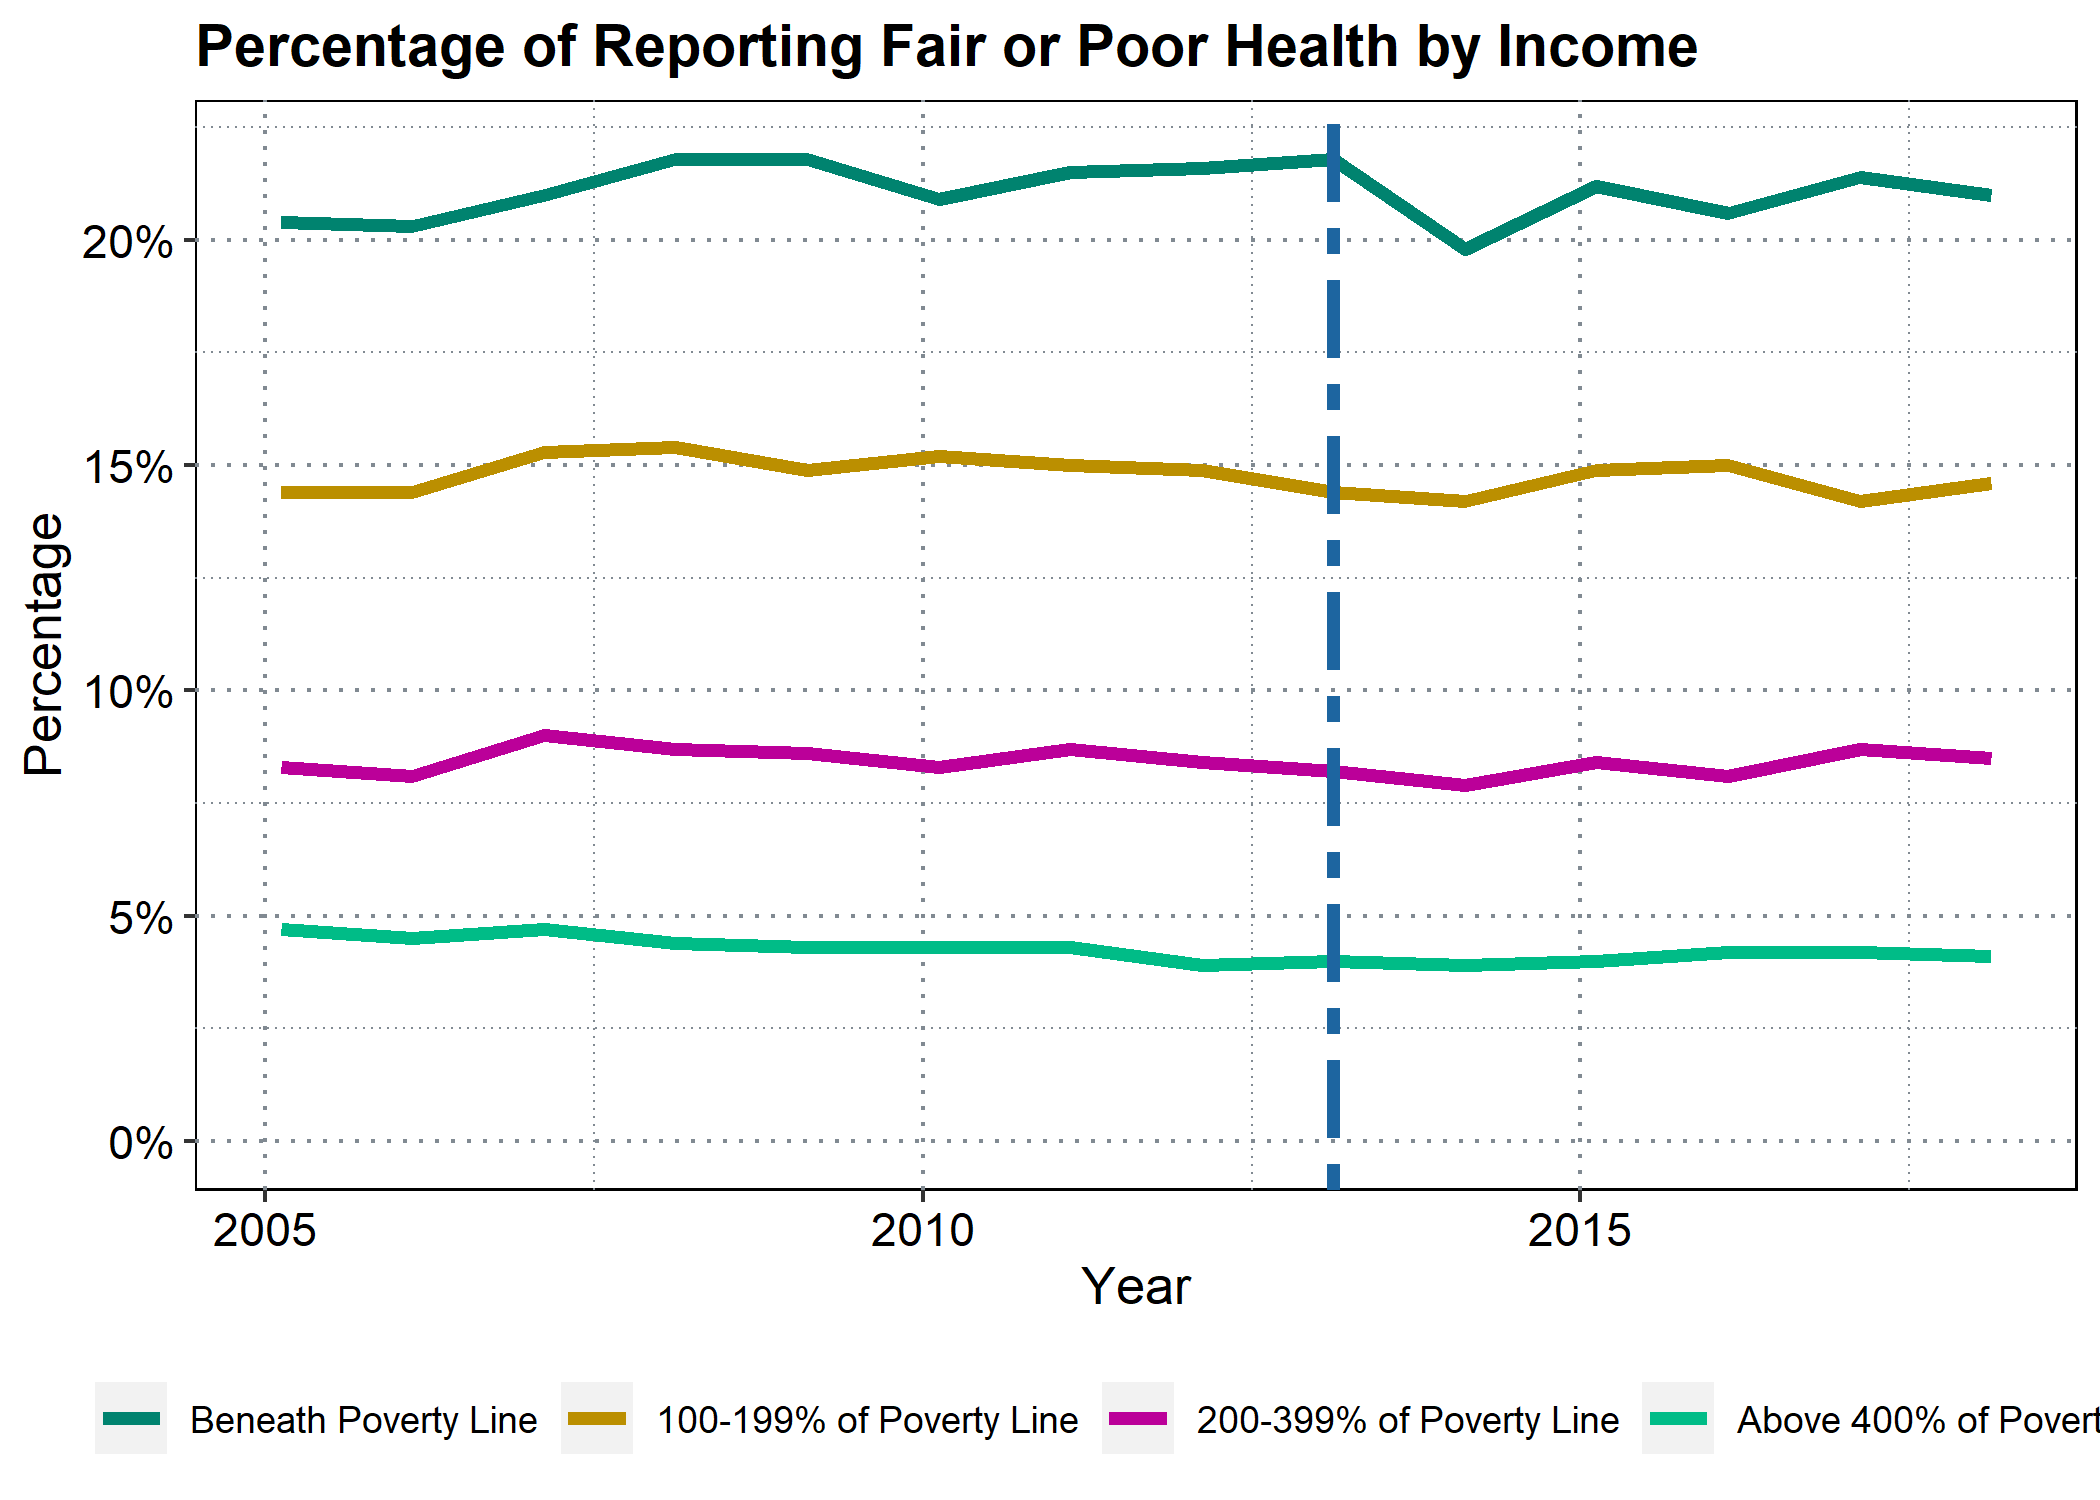 Percentage of Reporting Fair or Poor Health by Income
Percentage
20%
15%
10%
5%
0%
2005 2010 2015
Year
Beneath Poverty Line 100-199% of Poverty Line 200-399% of Poverty Line Above 400% of Povert